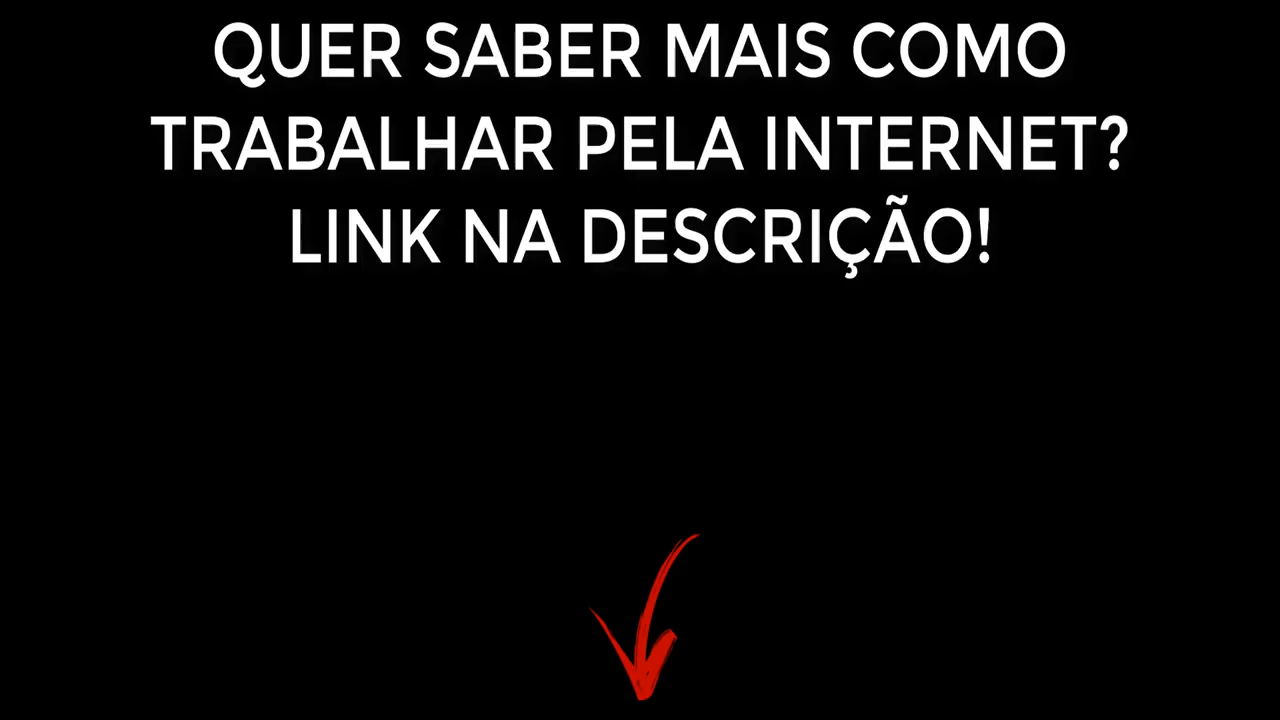 QUER SABER MAIS COMO
TRABALHAR PELA INTERNET?
LINK NA DESCRIÇÃO!